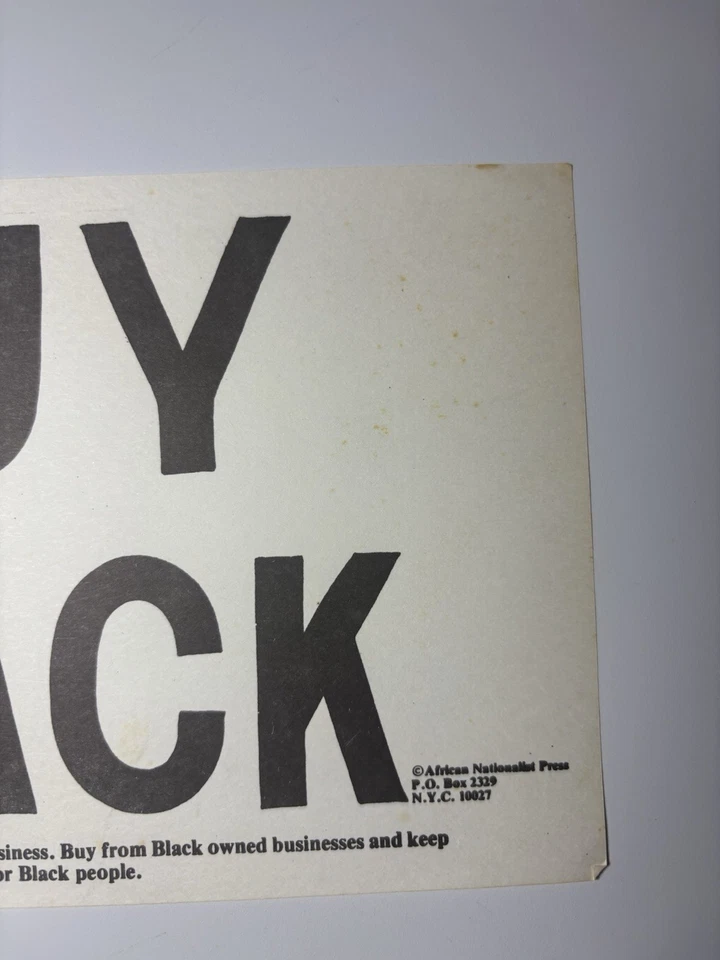 UY
ACK
©African Nationalist Press
P.O. Box 2329
N.Y.C. 10027
siness. Buy from Black owned businesses and keep
or Black people.